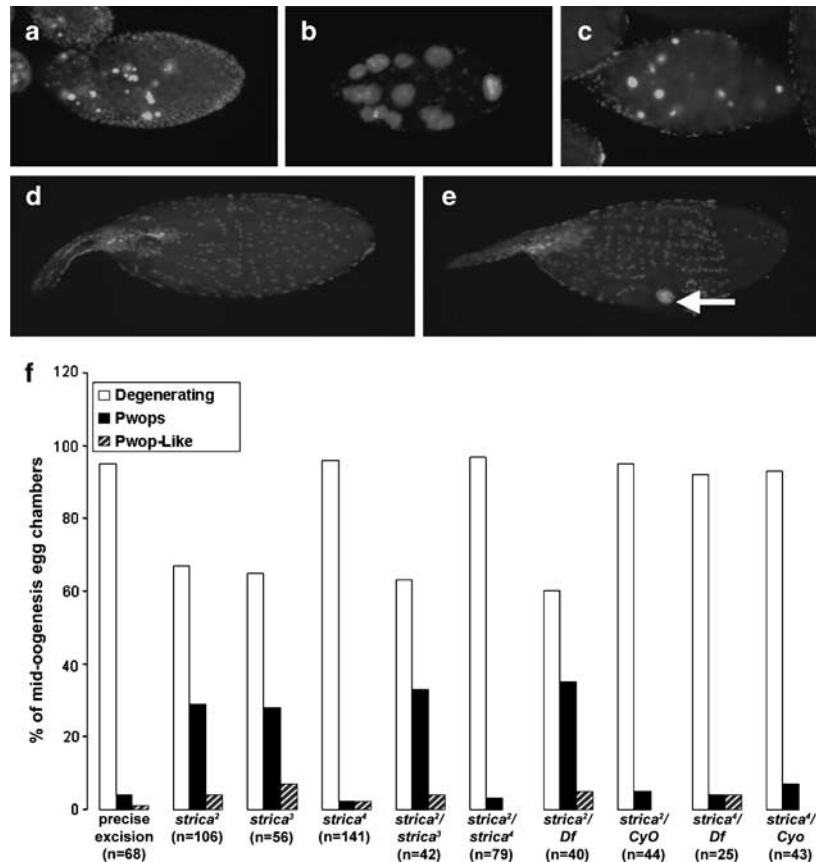 a
b
c
d
e
f
120
100
80
60
40
20
0
% of mid-oogenesis egg chambers
Degenerating
Pwops
Pwop-Like
precise
excision
(n=68)
strica²
(n=106)
strica³
(n=56)
strica⁴
(n=141)
strica²/
strica³
(n=42)
strica²/
strica⁴
(n=79)
strica²/
Df
(n=40)
strica²/
CyO
(n=44)
strica⁴/
Df
(n=25)
strica⁴/
Cyo
(n=43)